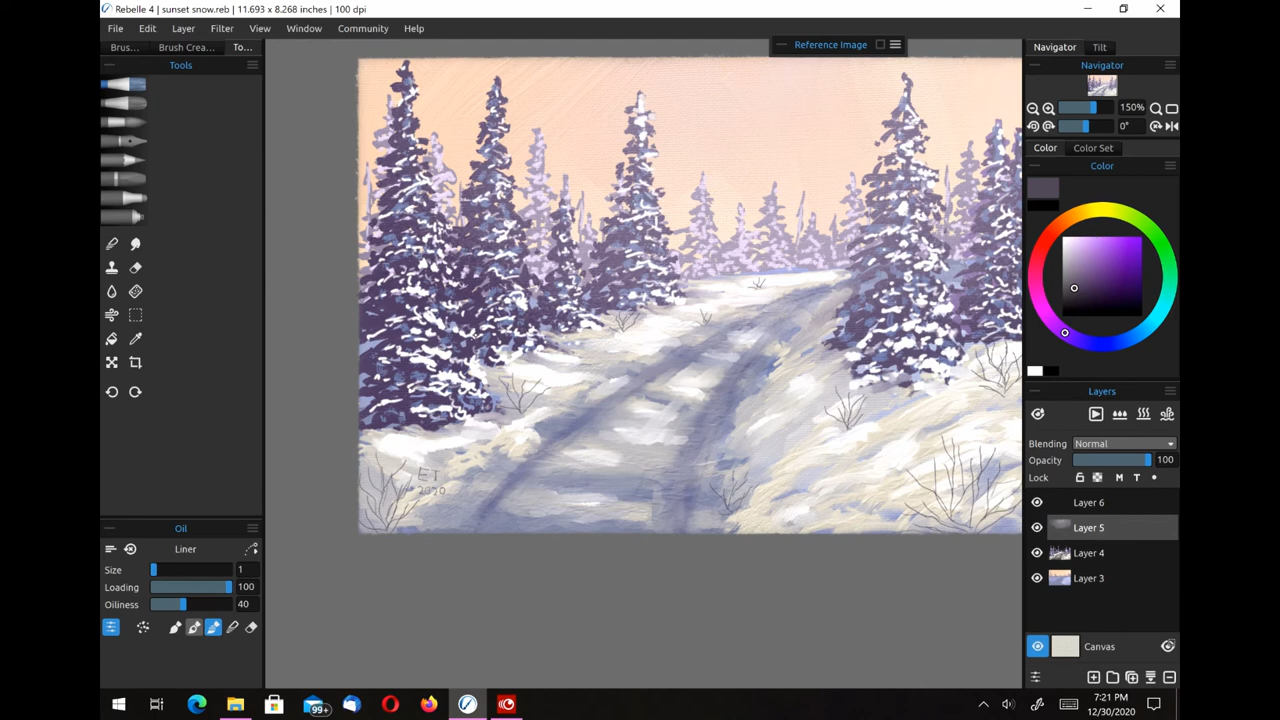 Rebelle 4 | sunset snow.reb | 11.693 x 8.268 inches | 100 dpi
File Edit Layer Filter View Window Community Help
Brus... Brush Crea... To...
Tools
Reference Image
Navigator Tilt
Navigator
150%
0°
Color Color Set
Color
Layers
Blending Normal
Opacity 100
Lock M T
Layer 6
Layer 5
Layer 4
Layer 3
Canvas
ET
2020
Oil
Liner
Size 1
Loading 100
Oiliness 40
99+
7:21 PM
12/30/2020